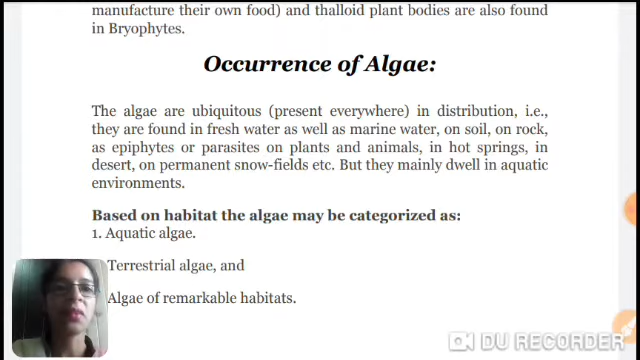 manufacture their own food) and thalloid plant bodies are also found
in Bryophytes.
Occurrence of Algae:
The algae are ubiquitous (present everywhere) in distribution, i.e.,
they are found in fresh water as well as marine water, on soil, on rock,
as epiphytes or parasites on plants and animals, in hot springs, in
desert, on permanent snow-fields etc. But they mainly dwell in aquatic
environments.
Based on habitat the algae may be categorized as:
1. Aquatic algae.
Terrestrial algae, and
Algae of remarkable habitats.
DU RECORDER